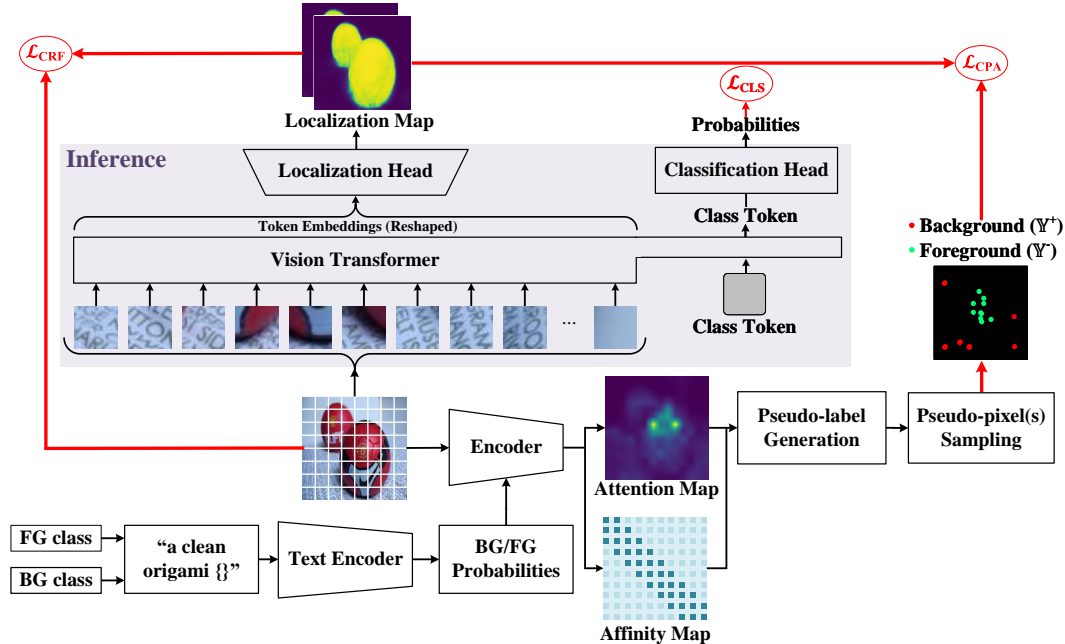 ℒCRF
ℒCPA
ℒCLS
Localization Map
Probabilities
Inference
Localization Head
Classification Head
Token Embeddings (Reshaped)
Class Token
Vision Transformer
Background (𝕐⁺)
Foreground (𝕐⁻)
...
Class Token
Encoder
Pseudo-label
Generation
Pseudo-pixel(s)
Sampling
Attention Map
FG class
BG class
“a clean
origami {}”
Text Encoder
BG/FG
Probabilities
Affinity Map